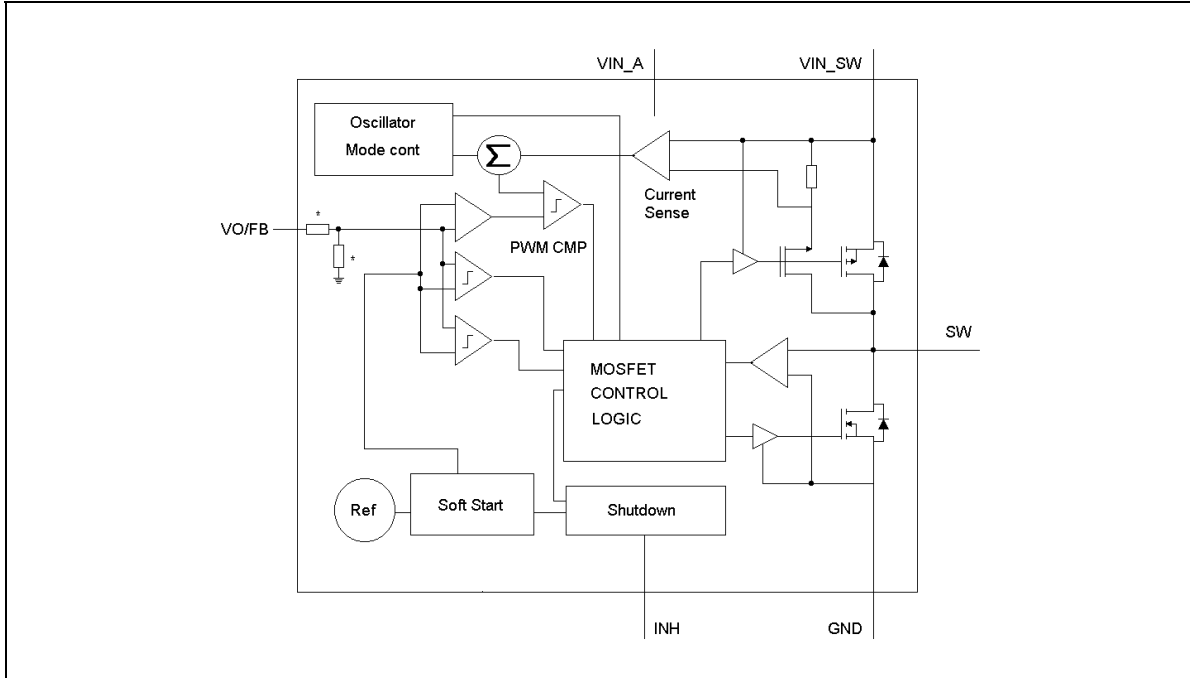 VIN_A
VIN_SW
Oscillator
Mode cont
Σ
Current
Sense
VO/FB
*
*
PWM CMP
SW
MOSFET
CONTROL
LOGIC
Ref
Soft Start
Shutdown
INH
GND